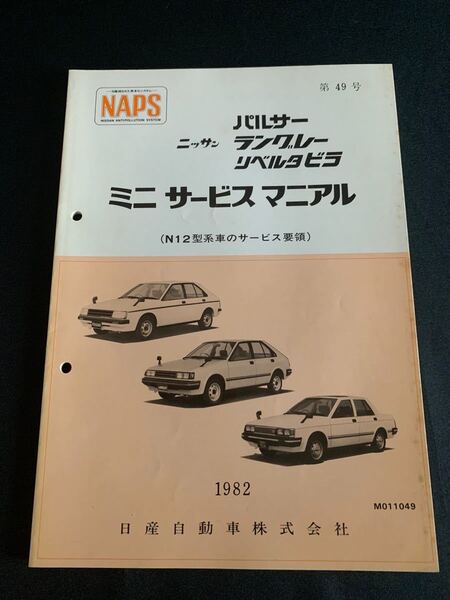 第 49 号
NAPS
NISSAN ANTI-POLLUTION SYSTEM
パルサー
ニッサン ラングレー
リベルタビラ
ミニ サービス マニアル
(N12型系車のサービス要領)
1982
M011049
日産自動車株式会社